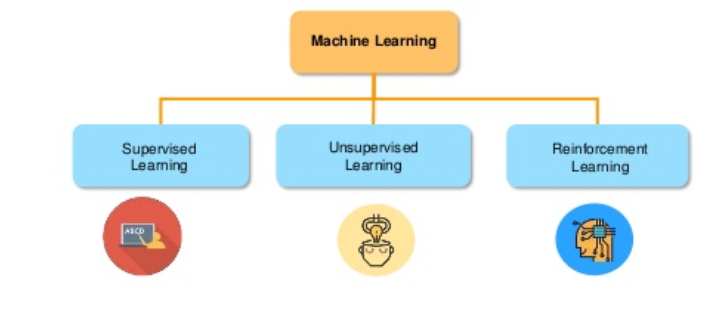 Machine Learning
Supervised
Learning
Unsupervised
Learning
Reinforcement
Learning
ABCD